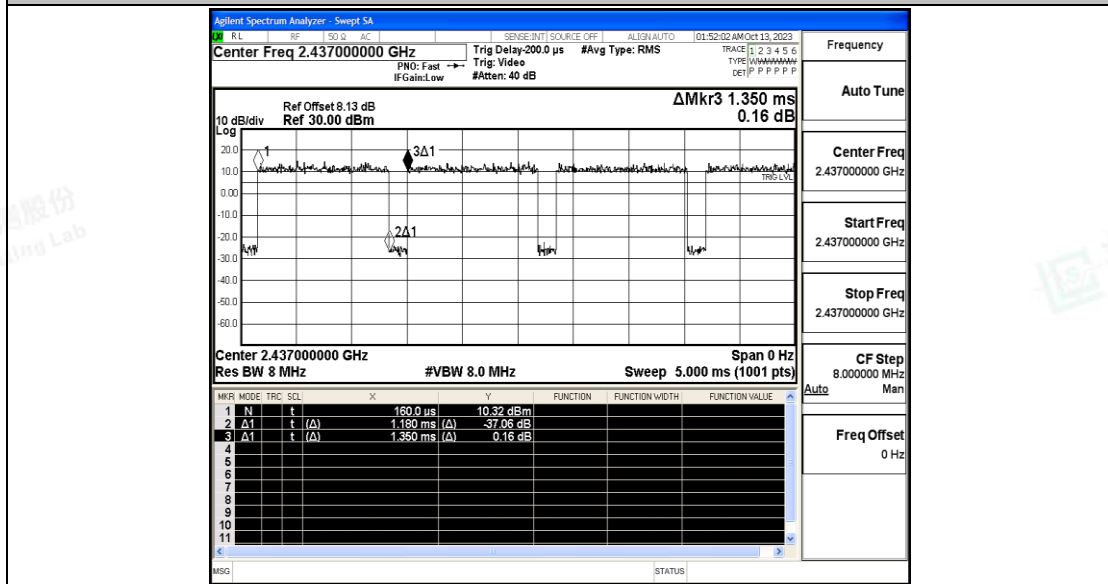 Agilent Spectrum Analyzer - Swept SA
RL RF 50 Ω AC SENSE:INT SOURCE OFF ALIGN AUTO 01:52:02 AM Oct 13, 2023
Center Freq 2.437000000 GHz
PNO: Fast
IFGain:Low
Trig Delay-200.0 µs #Avg Type: RMS
Trig: Video
#Atten: 40 dB
TRACE 1 2 3 4 5 6
TYPE
DET P P P P P P
ΔMkr3 1.350 ms
0.16 dB
Ref Offset 8.13 dB
10 dB/div Ref 30.00 dBm
Log
20.0
10.0
0.00
-10.0
-20.0
-30.0
-40.0
-50.0
-60.0
1
3Δ1
2Δ1
TRIG LVL
Center 2.437000000 GHz Span 0 Hz
Res BW 8 MHz #VBW 8.0 MHz Sweep 5.000 ms (1001 pts)
MKR MODE TRC SCL X Y FUNCTION FUNCTION WIDTH FUNCTION VALUE
1 N t 160.0 µs 10.32 dBm
2 Δ1 t (Δ) 1.180 ms (Δ) -37.06 dB
3 Δ1 t (Δ) 1.350 ms (Δ) 0.16 dB
4
5
6
7
8
9
10
11
MSG STATUS
Frequency
Auto Tune
Center Freq
2.437000000 GHz
Start Freq
2.437000000 GHz
Stop Freq
2.437000000 GHz
CF Step
8.000000 MHz
Auto Man
Freq Offset
0 Hz
股份
Lab